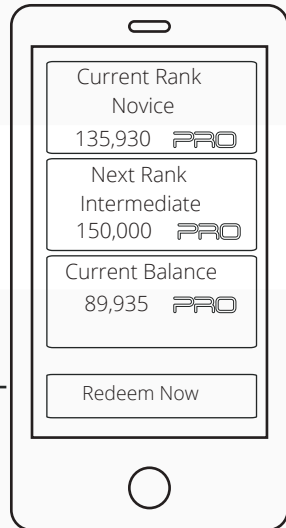 Current Rank
Novice
135,930 PRO
Next Rank
Intermediate
150,000 PRO
Current Balance
89,935 PRO
Redeem Now